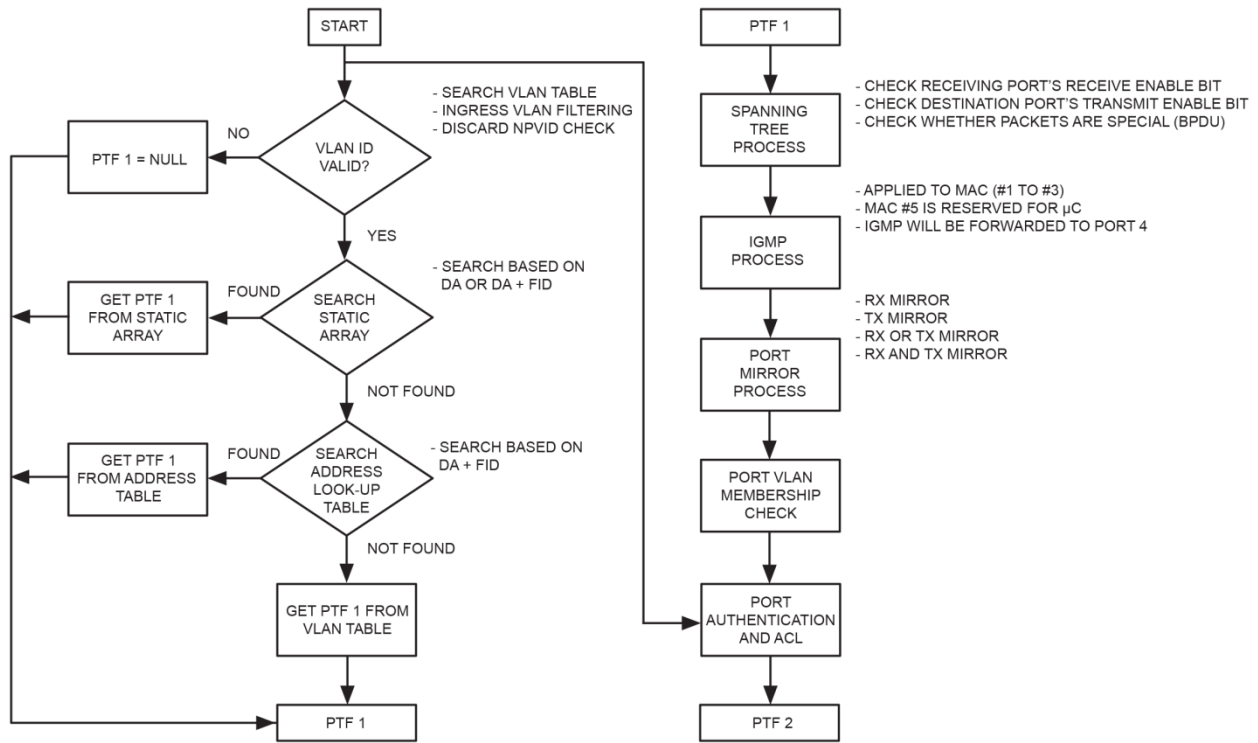 START
- SEARCH VLAN TABLE
- INGRESS VLAN FILTERING
- DISCARD NPVID CHECK
VLAN ID
VALID?
NO
PTF 1 = NULL
YES
- SEARCH BASED ON
DA OR DA + FID
SEARCH
STATIC
ARRAY
FOUND
GET PTF 1
FROM STATIC
ARRAY
NOT FOUND
- SEARCH BASED ON
DA + FID
SEARCH
ADDRESS
LOOK-UP
TABLE
FOUND
GET PTF 1
FROM ADDRESS
TABLE
NOT FOUND
GET PTF 1 FROM
VLAN TABLE
PTF 1
PTF 1
SPANNING
TREE
PROCESS
- CHECK RECEIVING PORT'S RECEIVE ENABLE BIT
- CHECK DESTINATION PORT'S TRANSMIT ENABLE BIT
- CHECK WHETHER PACKETS ARE SPECIAL (BPDU)
IGMP
PROCESS
- APPLIED TO MAC (#1 TO #3)
- MAC #5 IS RESERVED FOR µC
- IGMP WILL BE FORWARDED TO PORT 4
PORT
MIRROR
PROCESS
- RX MIRROR
- TX MIRROR
- RX OR TX MIRROR
- RX AND TX MIRROR
PORT VLAN
MEMBERSHIP
CHECK
PORT
AUTHENTICATION
AND ACL
PTF 2